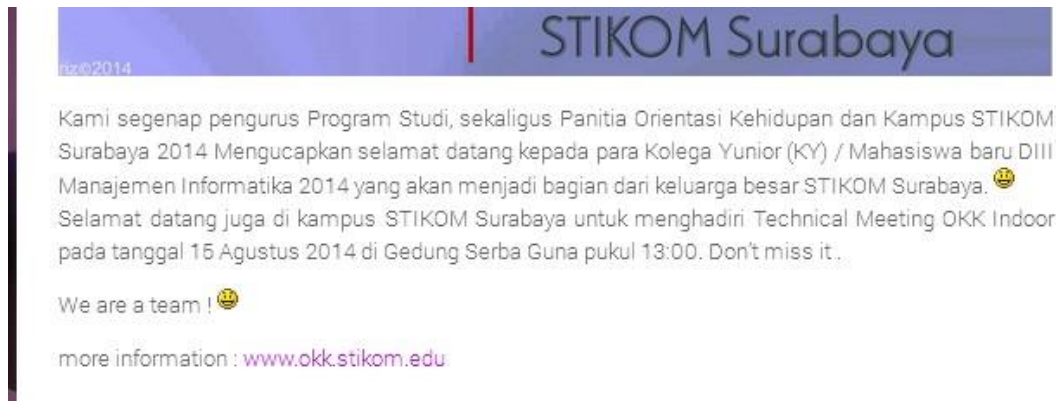 STIKOM Surabaya
riz©2014
Kami segenap pengurus Program Studi, sekaligus Panitia Orientasi Kehidupan dan Kampus STIKOM
Surabaya 2014 Mengucapkan selamat datang kepada para Kolega Yunior (KY) / Mahasiswa baru DIII
Manajemen Informatika 2014 yang akan menjadi bagian dari keluarga besar STIKOM Surabaya.
Selamat datang juga di kampus STIKOM Surabaya untuk menghadiri Technical Meeting OKK Indoor
pada tanggal 15 Agustus 2014 di Gedung Serba Guna pukul 13:00. Don't miss it .
We are a team !
more information : www.okk.stikom.edu